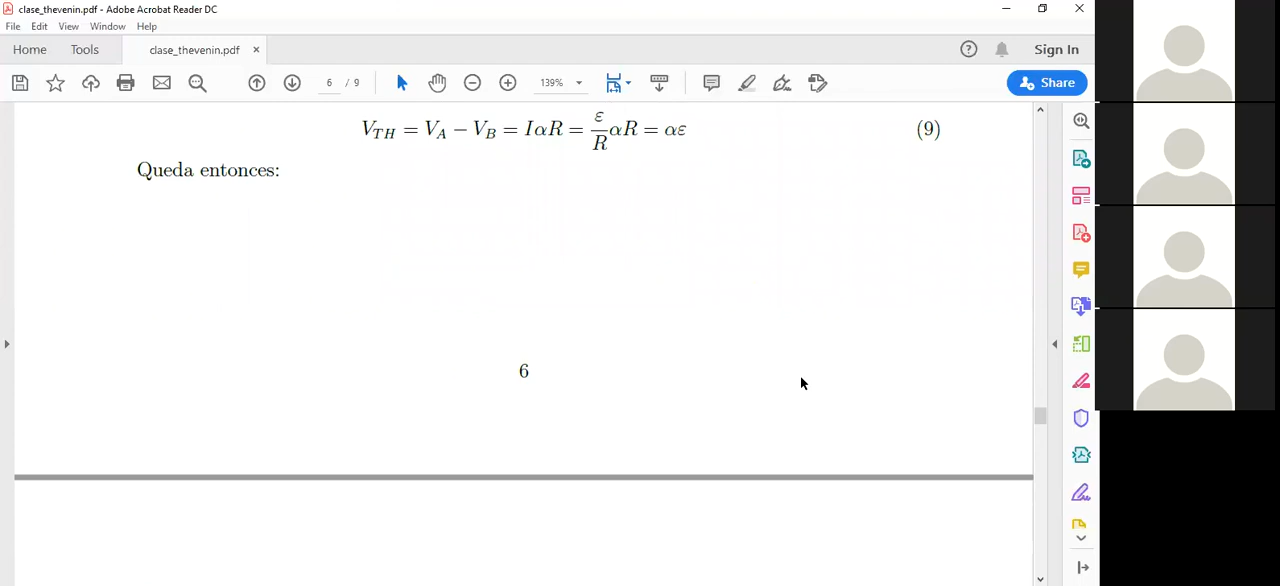 clase_thevenin.pdf - Adobe Acrobat Reader DC
File Edit View Window Help
Home Tools clase_thevenin.pdf × Sign In
6 / 9 139% Share
V_{TH} = V_A − V_B = IαR = \frac{ε}{R}αR = αε (9)
Queda entonces:
6